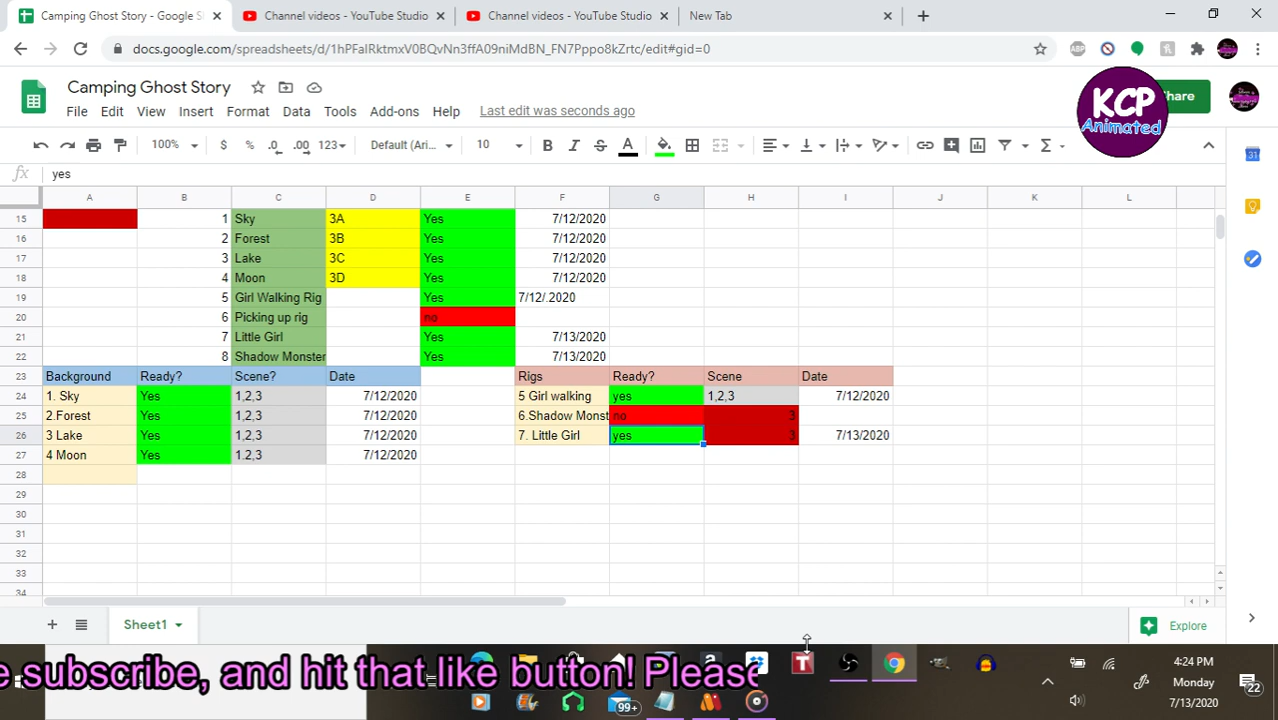 Camping Ghost Story - Google S
Channel videos - YouTube Studio
Channel videos - YouTube Studio
New Tab
docs.google.com/spreadsheets/d/1hPFaIRktmxV0BQvNn3ffA09niMdBN_FN7Pppo8kZrtc/edit#gid=0
ABP
Camping Ghost Story
File Edit View Insert Format Data Tools Add-ons Help Last edit was seconds ago
Share
KCP
Animated
100% $ % .0 .00 123 Default (Ari... 10 B I S A
31
fx yes
A B C D E F G H I J K L
15 1 Sky 3A Yes 7/12/2020
16 2 Forest 3B Yes 7/12/2020
17 3 Lake 3C Yes 7/12/2020
18 4 Moon 3D Yes 7/12/2020
19 5 Girl Walking Rig Yes 7/12/.2020
20 6 Picking up rig no
21 7 Little Girl Yes 7/13/2020
22 8 Shadow Monster Yes 7/13/2020
23 Background Ready? Scene? Date Rigs Ready? Scene Date
24 1. Sky Yes 1,2,3 7/12/2020 5 Girl walking yes 1,2,3 7/12/2020
25 2.Forest Yes 1,2,3 7/12/2020 6.Shadow Monst no 3
26 3 Lake Yes 1,2,3 7/12/2020 7. Little Girl yes 3 7/13/2020
27 4 Moon Yes 1.2,3 7/12/2020
28
29
30
31
32
33
34
Sheet1
Explore
e subscribe, and hit that like button! Please
T
99+
4:24 PM
Monday
7/13/2020
22